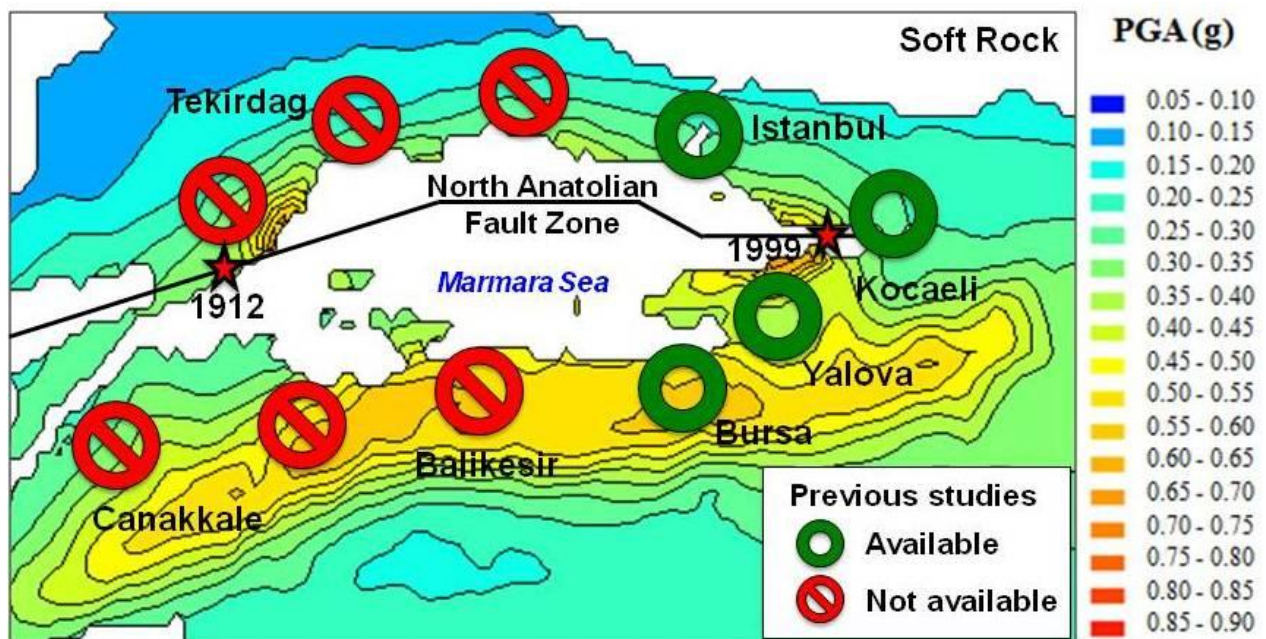 Soft Rock
Tekirdag
Istanbul
North Anatolian
Fault Zone
1999
Marmara Sea
1912
Kocaeli
Yalova
Bursa
Balikesir
Canakkale
Previous studies
Available
Not available
PGA (g)
0.05 - 0.10
0.10 - 0.15
0.15 - 0.20
0.20 - 0.25
0.25 - 0.30
0.30 - 0.35
0.35 - 0.40
0.40 - 0.45
0.45 - 0.50
0.50 - 0.55
0.55 - 0.60
0.60 - 0.65
0.65 - 0.70
0.70 - 0.75
0.75 - 0.80
0.80 - 0.85
0.85 - 0.90